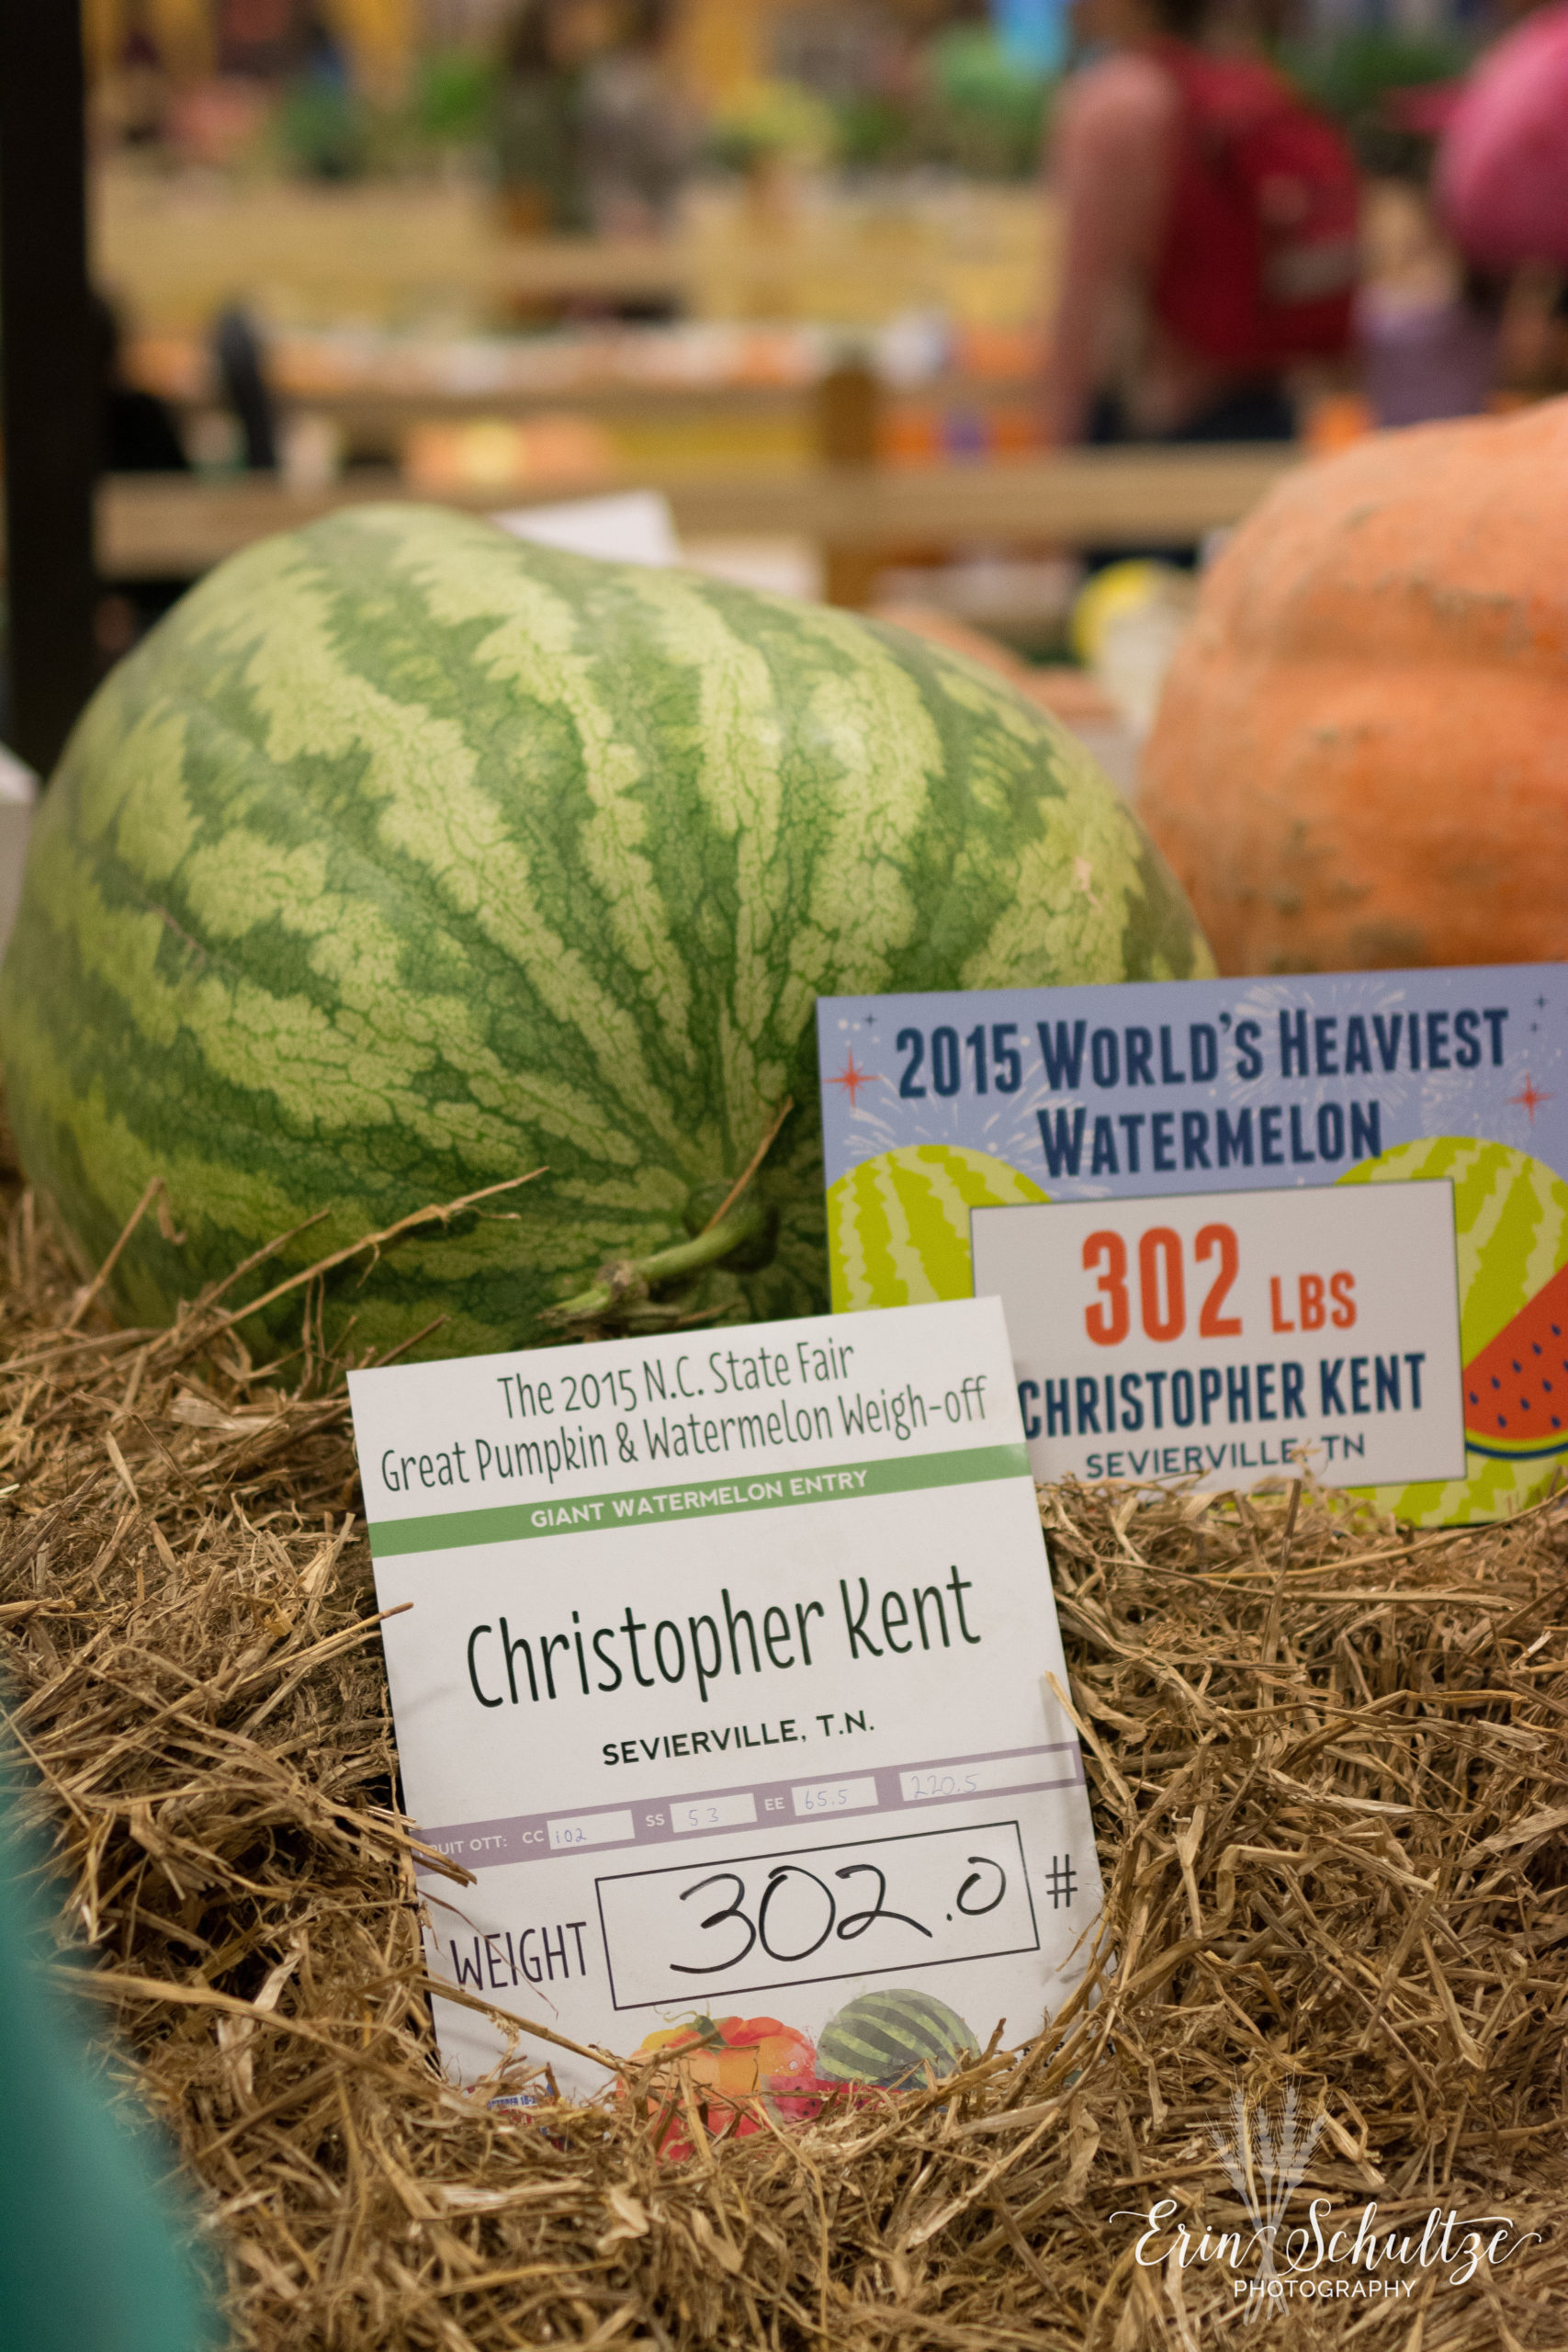 2015 WORLD'S HEAVIEST
WATERMELON
302 LBS
CHRISTOPHER KENT
SEVIERVILLE, TN
The 2015 N.C. State Fair
Great Pumpkin & Watermelon Weigh-off
GIANT WATERMELON ENTRY
Christopher Kent
SEVIERVILLE, T.N.
RUIT OTT: CC 102 SS 53 EE 65.5 220.5
WEIGHT 302.0 #
Erin Schultze
PHOTOGRAPHY